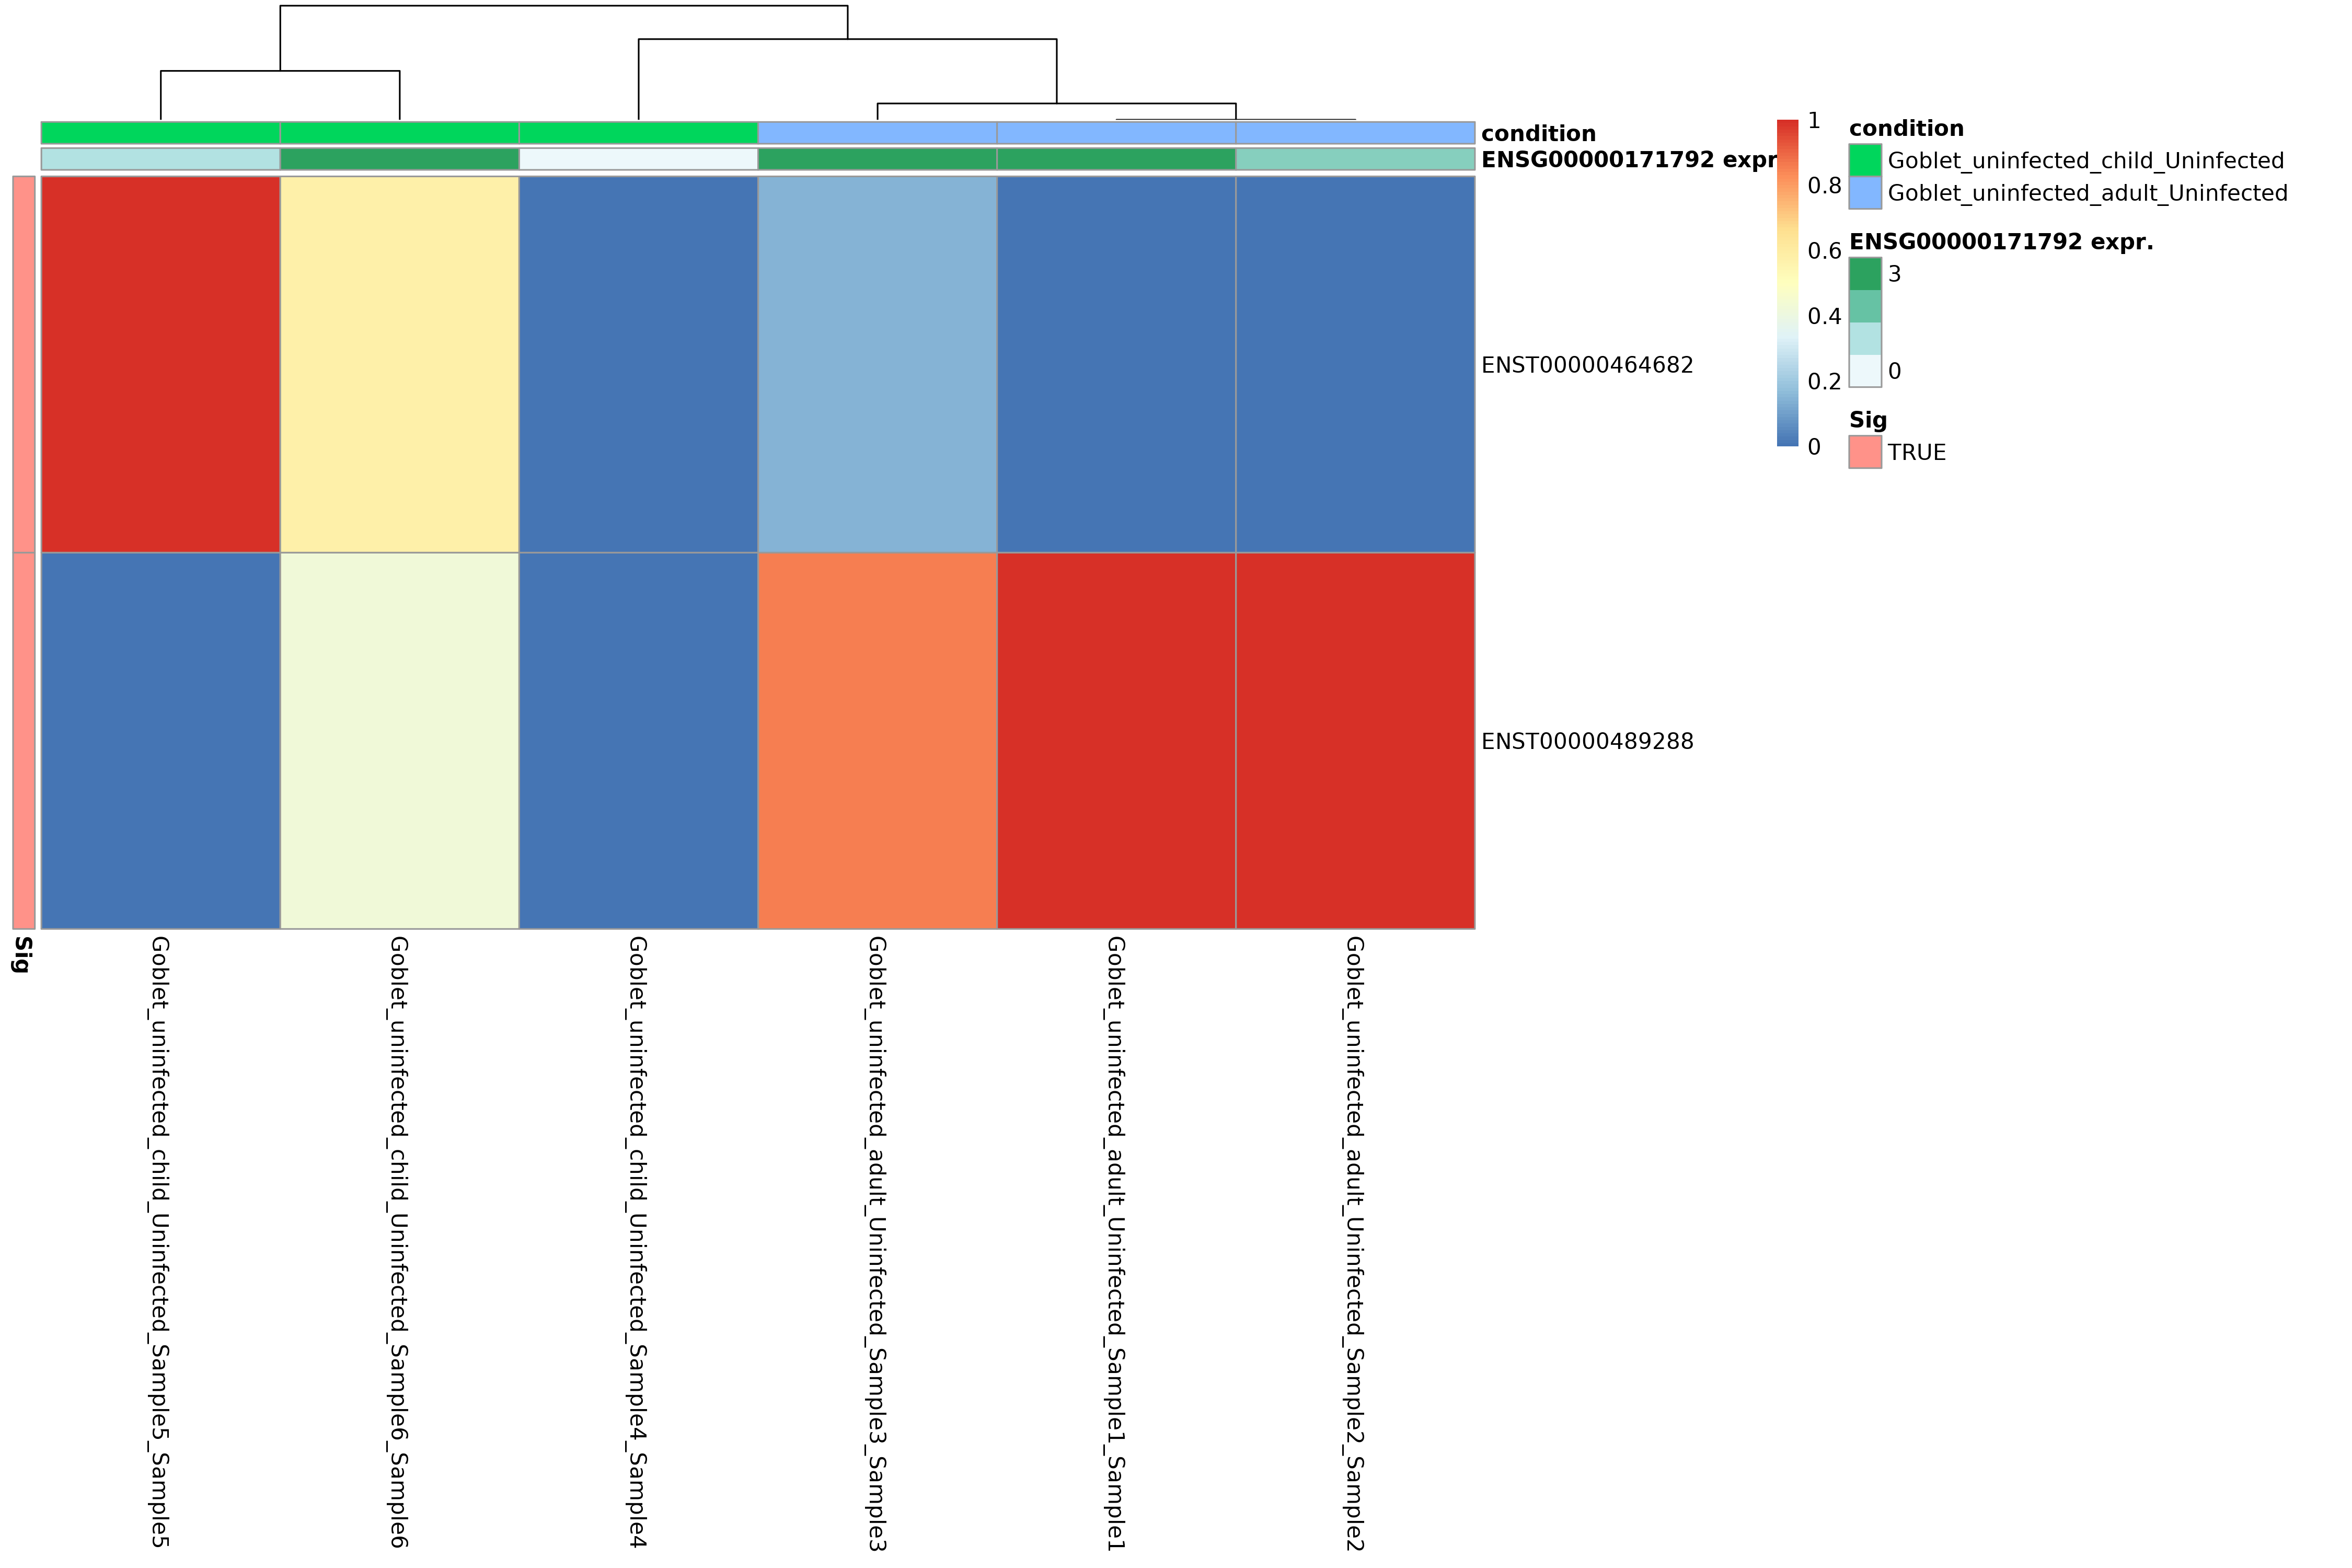 condition
ENSG00000171792 expr.
ENST00000464682
ENST00000489288
1
0.8
0.6
0.4
0.2
0
condition
Goblet_uninfected_child_Uninfected
Goblet_uninfected_adult_Uninfected
ENSG00000171792 expr.
3
0
Sig
TRUE
Sig
Goblet_uninfected_child_Uninfected_Sample5_Sample5
Goblet_uninfected_child_Uninfected_Sample6_Sample6
Goblet_uninfected_child_Uninfected_Sample4_Sample4
Goblet_uninfected_adult_Uninfected_Sample3_Sample3
Goblet_uninfected_adult_Uninfected_Sample1_Sample1
Goblet_uninfected_adult_Uninfected_Sample2_Sample2